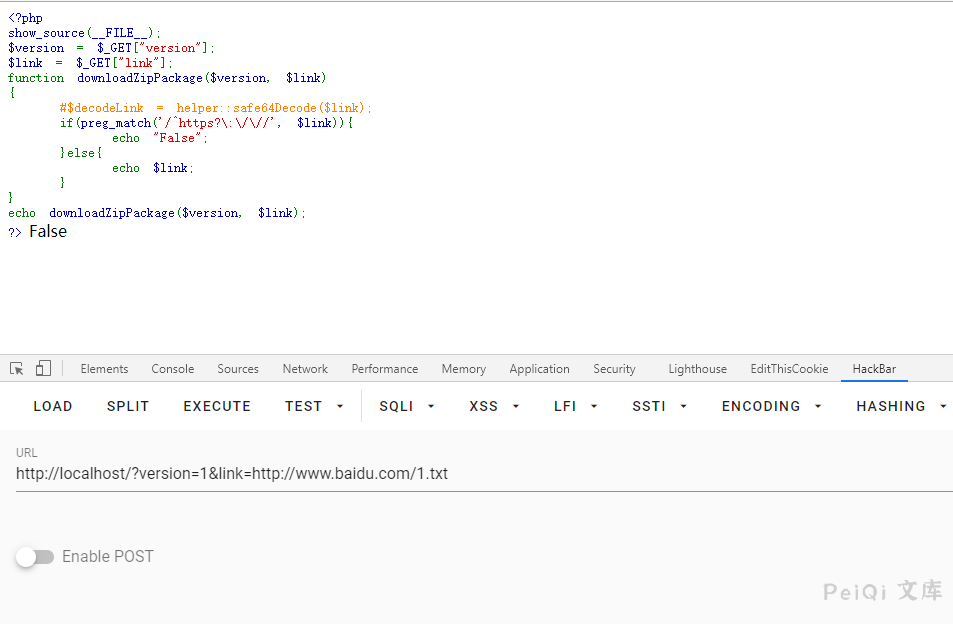 <?php
show_source(__FILE__);
$version = $_GET["version"];
$link = $_GET["link"];
function downloadZipPackage($version, $link)
{
#$decodeLink = helper::safe64Decode($link);
if(preg_match('/^https?\:\/\//', $link)){
echo "False";
}else{
echo $link;
}
}
echo downloadZipPackage($version, $link);
?> False
Elements Console Sources Network Performance Memory Application Security Lighthouse EditThisCookie HackBar
LOAD SPLIT EXECUTE TEST SQLI XSS LFI SSTI ENCODING HASHING
URL
http://localhost/?version=1&link=http://www.baidu.com/1.txt
Enable POST
PeiQi 文库